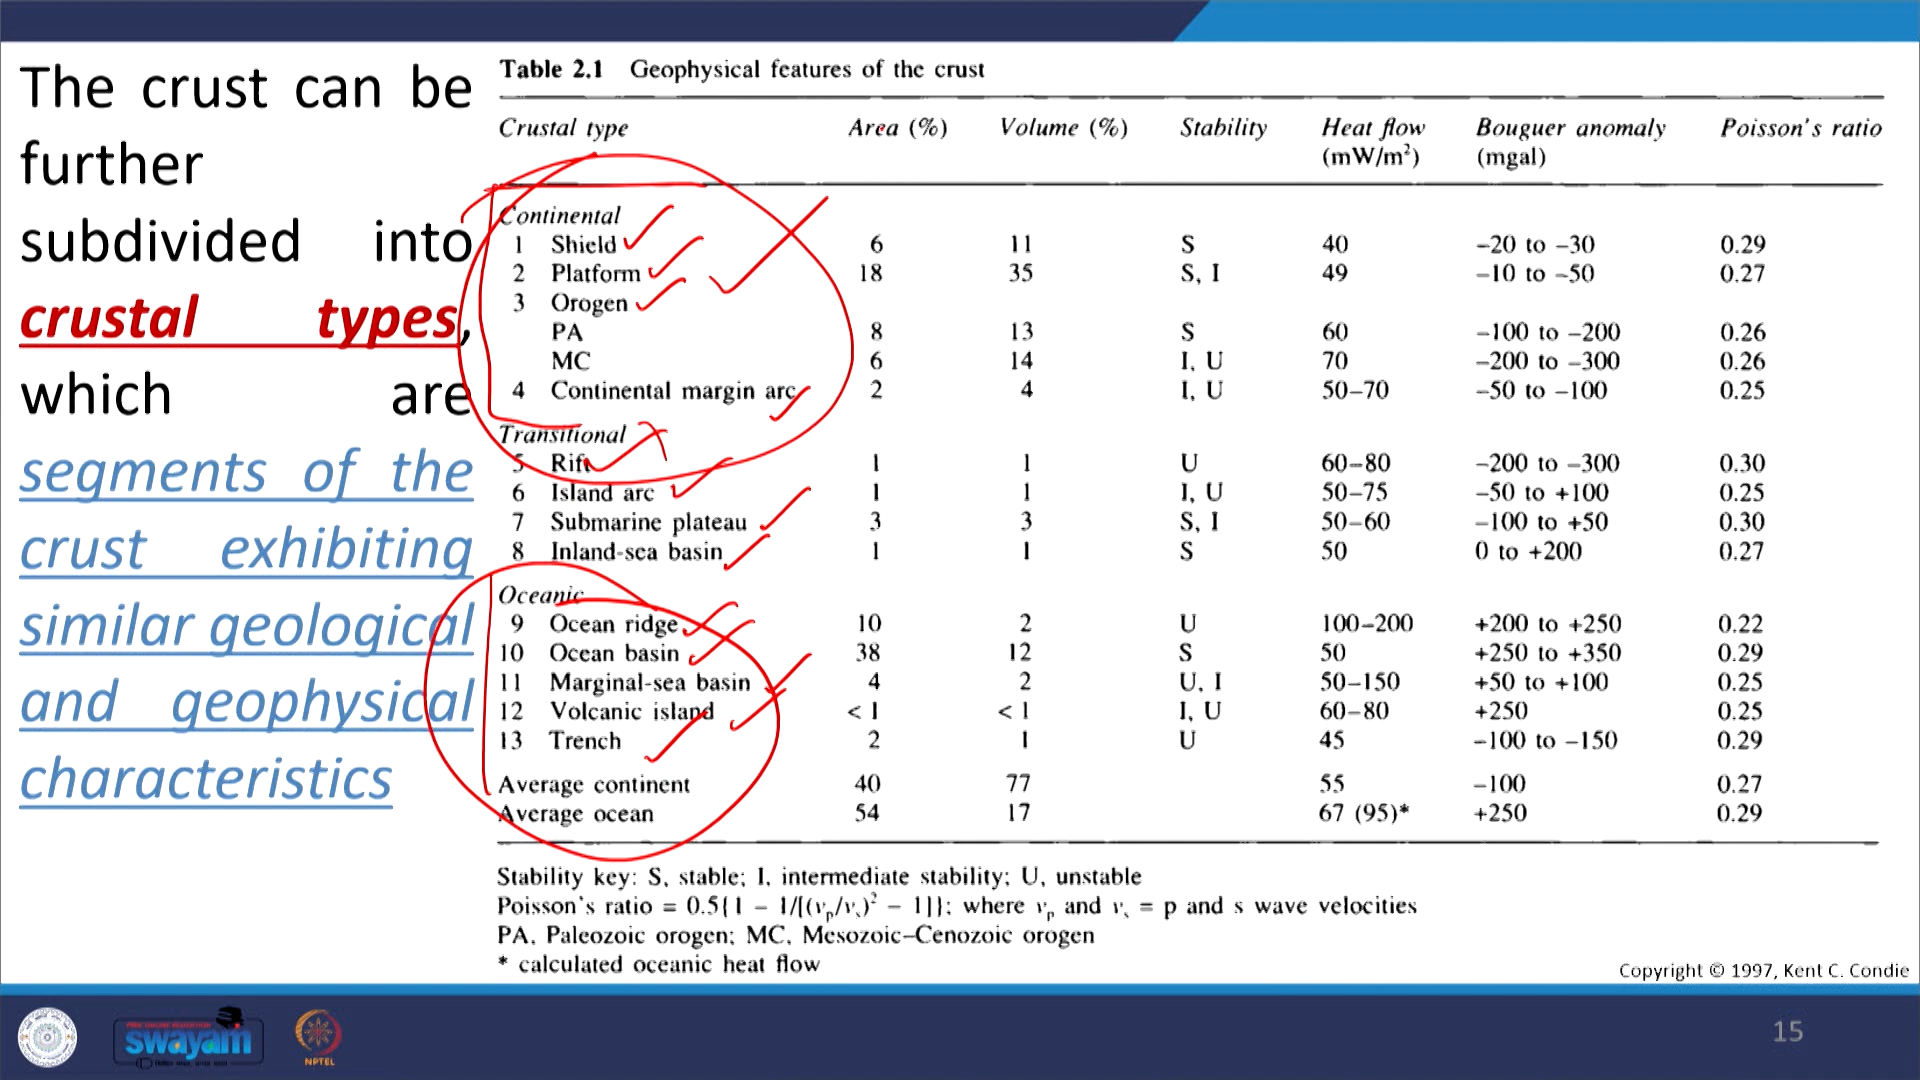 The crust can be
further
subdivided into
crustal types,
which are
segments of the
crust exhibiting
similar geological
and geophysical
characteristics
Table 2.1 Geophysical features of the crust
Crustal type Area (%) Volume (%) Stability Heat flow (mW/m²) Bouguer anomaly (mgal) Poisson's ratio
Continental
1 Shield 6 11 S 40 –20 to –30 0.29
2 Platform 18 35 S, I 49 –10 to –50 0.27
3 Orogen
PA 8 13 S 60 –100 to –200 0.26
MC 6 14 I, U 70 –200 to –300 0.26
4 Continental margin arc 2 4 I, U 50–70 –50 to –100 0.25
Transitional
5 Rift 1 1 U 60–80 –200 to –300 0.30
6 Island arc 1 1 I, U 50–75 –50 to +100 0.25
7 Submarine plateau 3 3 S, I 50–60 –100 to +50 0.30
8 Inland-sea basin 1 1 S 50 0 to +200 0.27
Oceanic
9 Ocean ridge 10 2 U 100–200 +200 to +250 0.22
10 Ocean basin 38 12 S 50 +250 to +350 0.29
11 Marginal-sea basin 4 2 U, I 50–150 +50 to +100 0.25
12 Volcanic island < 1 < 1 I, U 60–80 +250 0.25
13 Trench 2 1 U 45 –100 to –150 0.29
Average continent 40 77 55 –100 0.27
Average ocean 54 17 67 (95)* +250 0.29
Stability key: S, stable; I, intermediate stability; U, unstable
Poisson's ratio = 0.5{1 – 1/[(vp/vs)² – 1]}; where vp and vs = p and s wave velocities
PA, Paleozoic orogen; MC, Mesozoic–Cenozoic orogen
* calculated oceanic heat flow
Copyright © 1997, Kent C. Condie
swayam
NPTEL
15